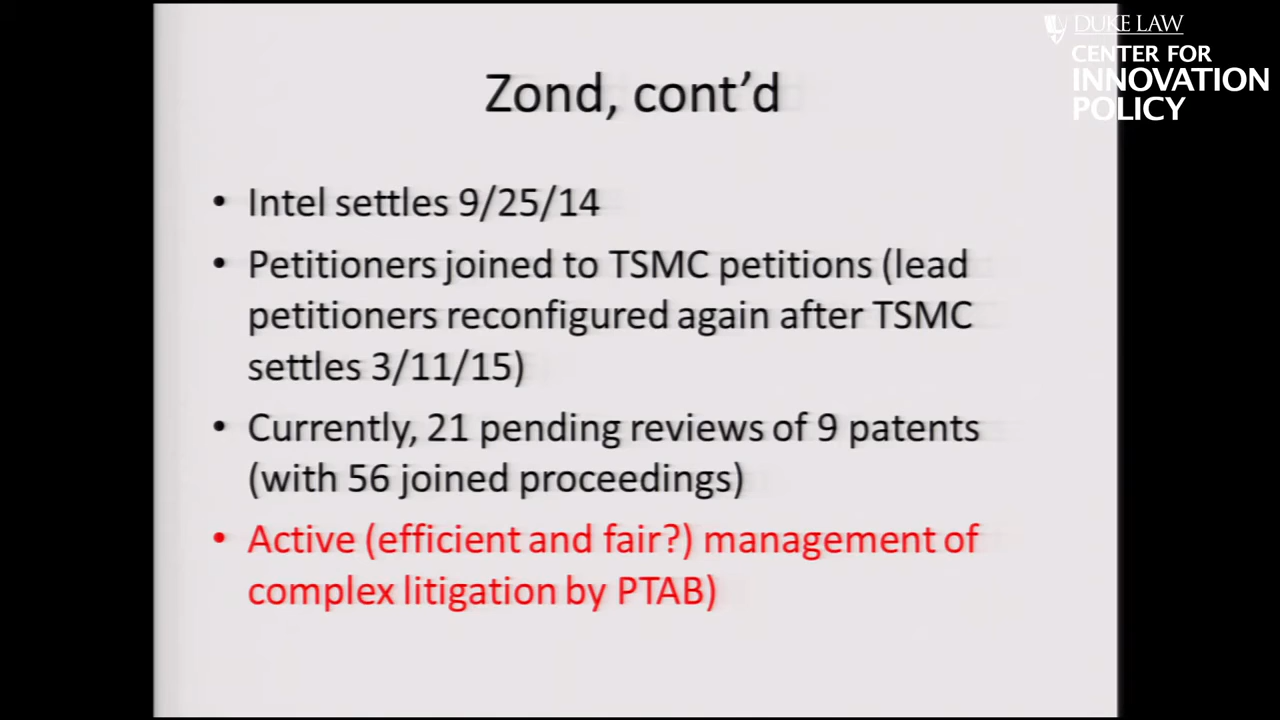 DUKE LAW
CENTER FOR
INNOVATION
POLICY
Zond, cont’d
• Intel settles 9/25/14
• Petitioners joined to TSMC petitions (lead
petitioners reconfigured again after TSMC
settles 3/11/15)
• Currently, 21 pending reviews of 9 patents
(with 56 joined proceedings)
• Active (efficient and fair?) management of
complex litigation by PTAB)